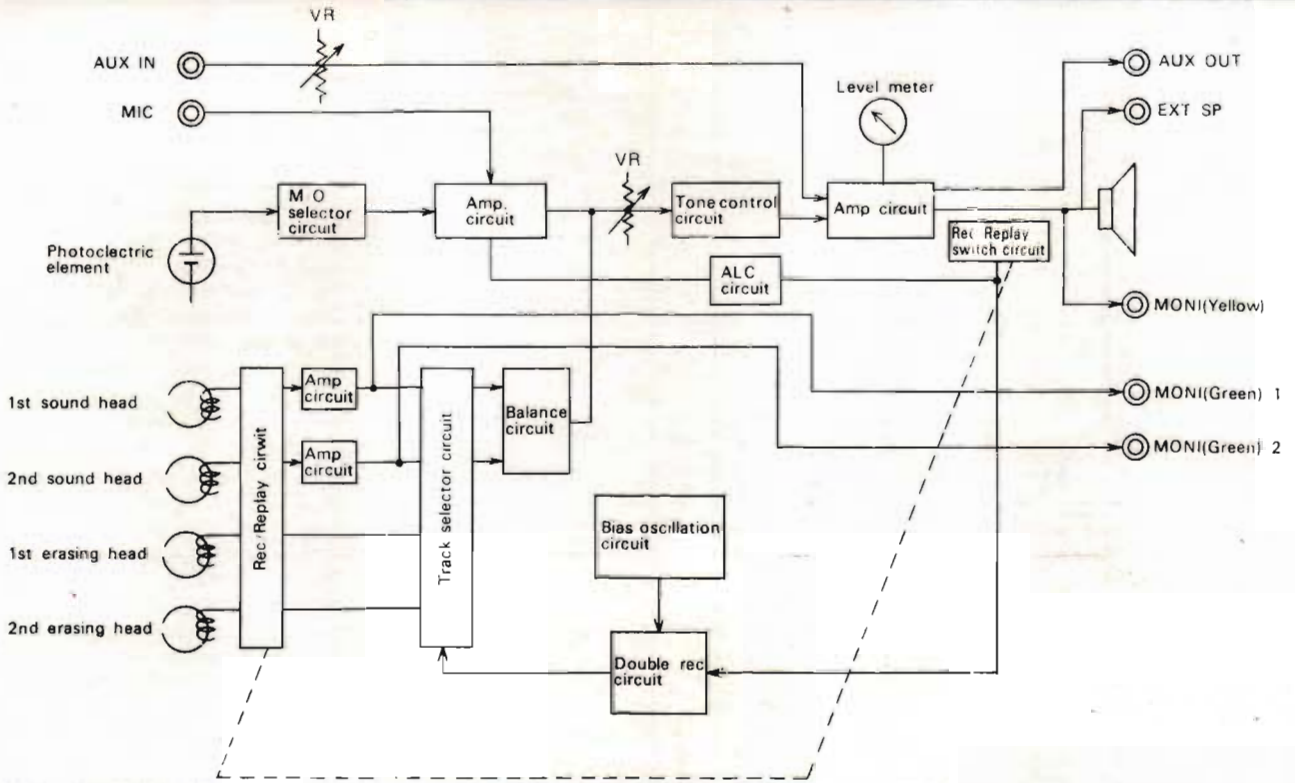 VR
AUX IN
MIC
AUX OUT
EXT SP
Level meter
VR
M O
selector
circuit
Amp.
circuit
Tone control
circuit
Amp circuit
Rec Replay
switch circuit
Photoclectric
element
ALC
circuit
MONI(Yellow)
1st sound head
Amp
circuit
Balance
circuit
MONI(Green) 1
2nd sound head
Amp
circuit
MONI(Green) 2
Rec/Replay cirwit
Track selector circuit
1st erasing head
Bias oscillation
circuit
2nd erasing head
Double rec
circuit